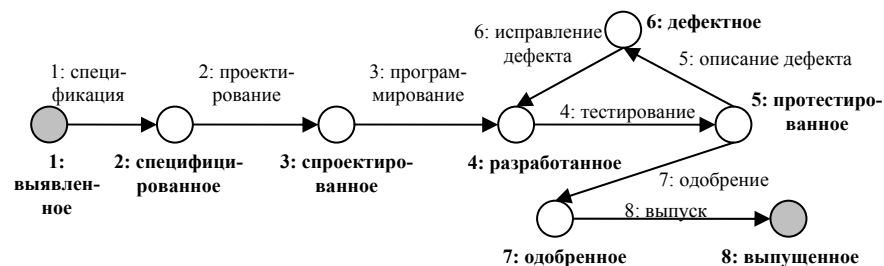 6: исправление
дефекта
6: дефектное
5: описание дефекта
1: специ-
фикация
2: проекти-
рование
3: програм-
мирование
4: тестирование
5: протестиро-
ванное
1:
выявлен-
ное
2: специфици-
рованное
3: спроектиро-
ванное
4: разработанное
7: одобрение
8: выпуск
7: одобренное
8: выпущенное